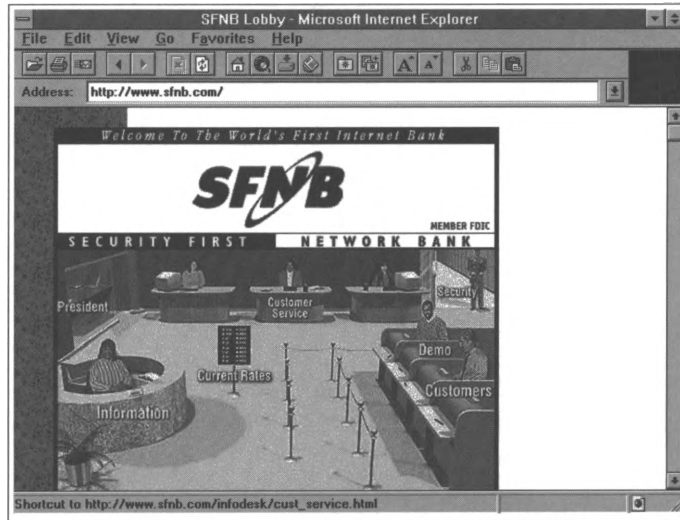 SFNB Lobby - Microsoft Internet Explorer
File Edit View Go Favorites Help
Address: http://www.sfnb.com/
Welcome To The World's First Internet Bank
SFNB
MEMBER FDIC
SECURITY FIRST NETWORK BANK
President
Customer Service
Security
Demo
Current Rates
Customers
Information
Shortcut to http://www.sfnb.com/infodesk/cust_service.html